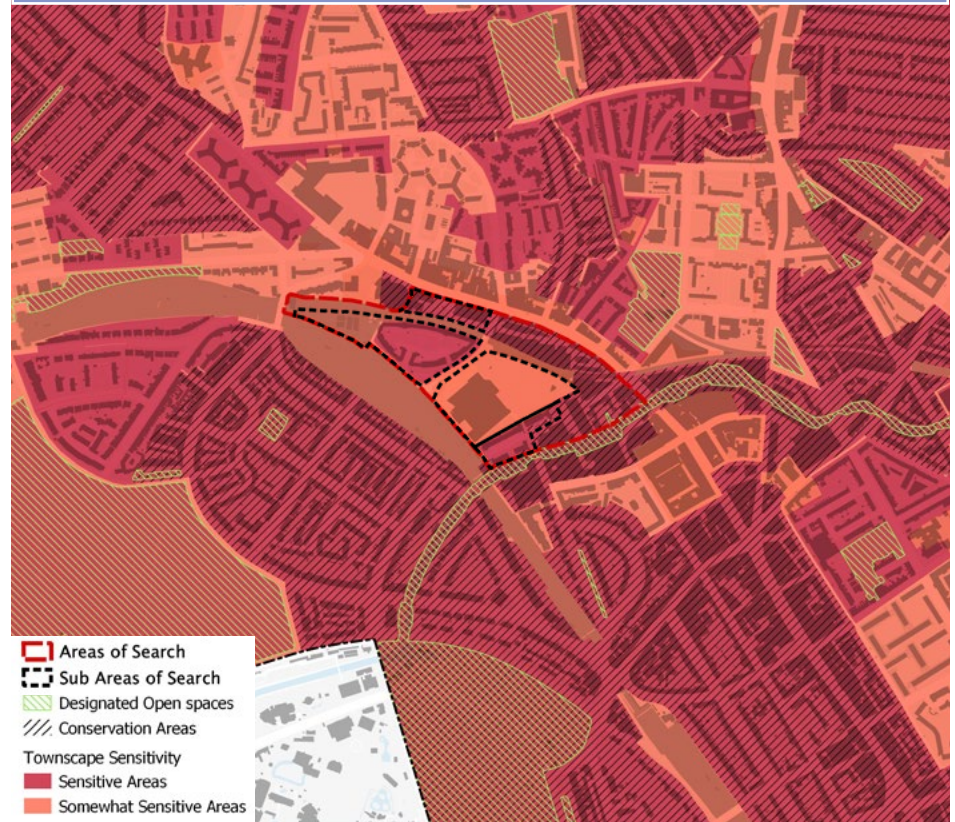 Areas of Search
Sub Areas of Search
Designated Open spaces
Conservation Areas
Townscape Sensitivity
Sensitive Areas
Somewhat Sensitive Areas